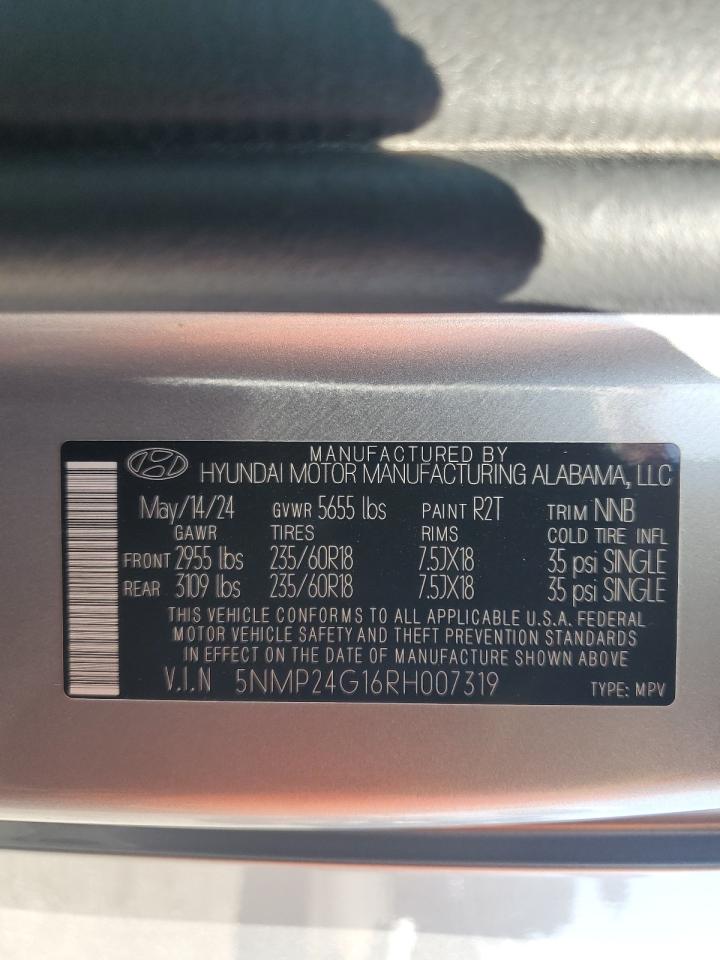 MANUFACTURED BY
HYUNDAI MOTOR MANUFACTURING ALABAMA, LLC
May/14/24 GVWR 5655 lbs PAINT R2T TRIM NNB
GAWR TIRES RIMS COLD TIRE INFL
FRONT 2955 lbs 235/60R18 7.5JX18 35 psi SINGLE
REAR 3109 lbs 235/60R18 7.5JX18 35 psi SINGLE
THIS VEHICLE CONFORMS TO ALL APPLICABLE U.S.A. FEDERAL
MOTOR VEHICLE SAFETY AND THEFT PREVENTION STANDARDS
IN EFFECT ON THE DATE OF MANUFACTURE SHOWN ABOVE
V.I.N 5NMP24G16RH007319 TYPE: MPV